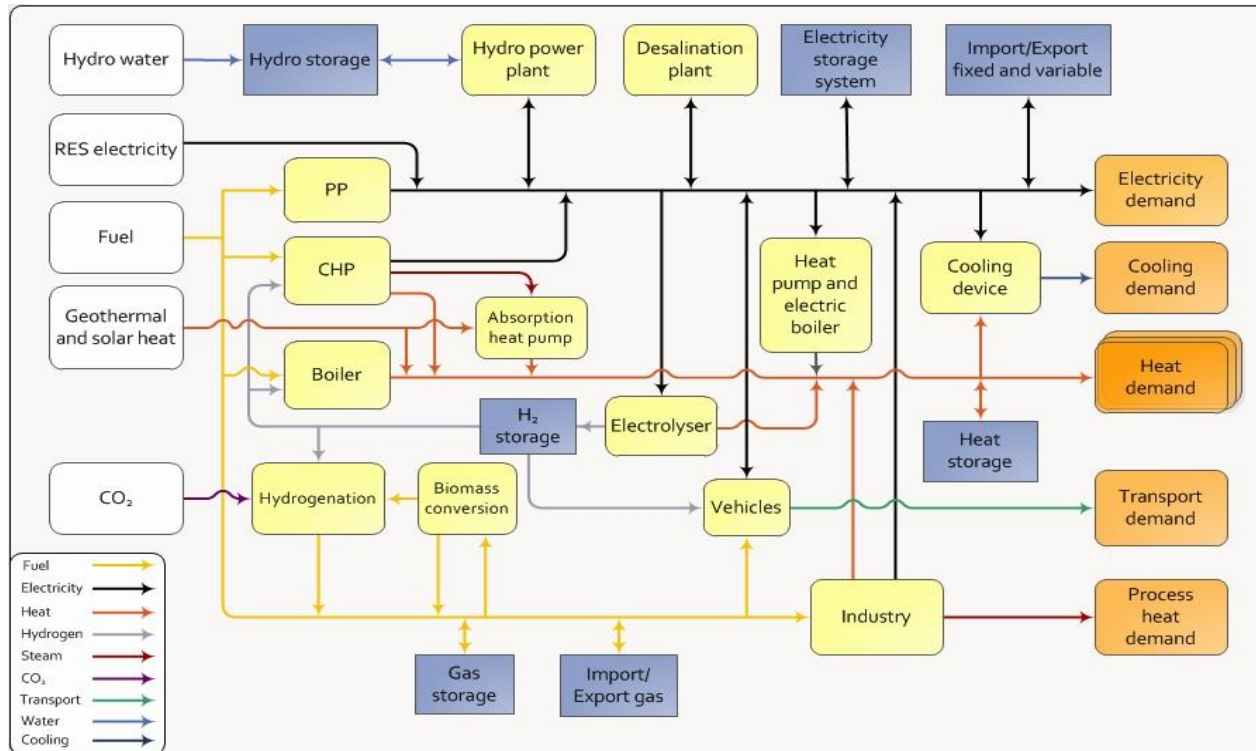 Hydro water
Hydro storage
Hydro power
plant
Desalination
plant
Electricity
storage
system
Import/Export
fixed and variable
RES electricity
PP
Electricity
demand
Fuel
CHP
Heat
pump and
electric
boiler
Cooling
device
Cooling
demand
Geothermal
and solar heat
Absorption
heat pump
Boiler
Heat
demand
H₂
storage
Electrolyser
Heat
storage
CO₂
Hydrogenation
Biomass
conversion
Vehicles
Transport
demand
Industry
Process
heat
demand
Gas
storage
Import/
Export gas
Fuel
Electricity
Heat
Hydrogen
Steam
CO₂
Transport
Water
Cooling